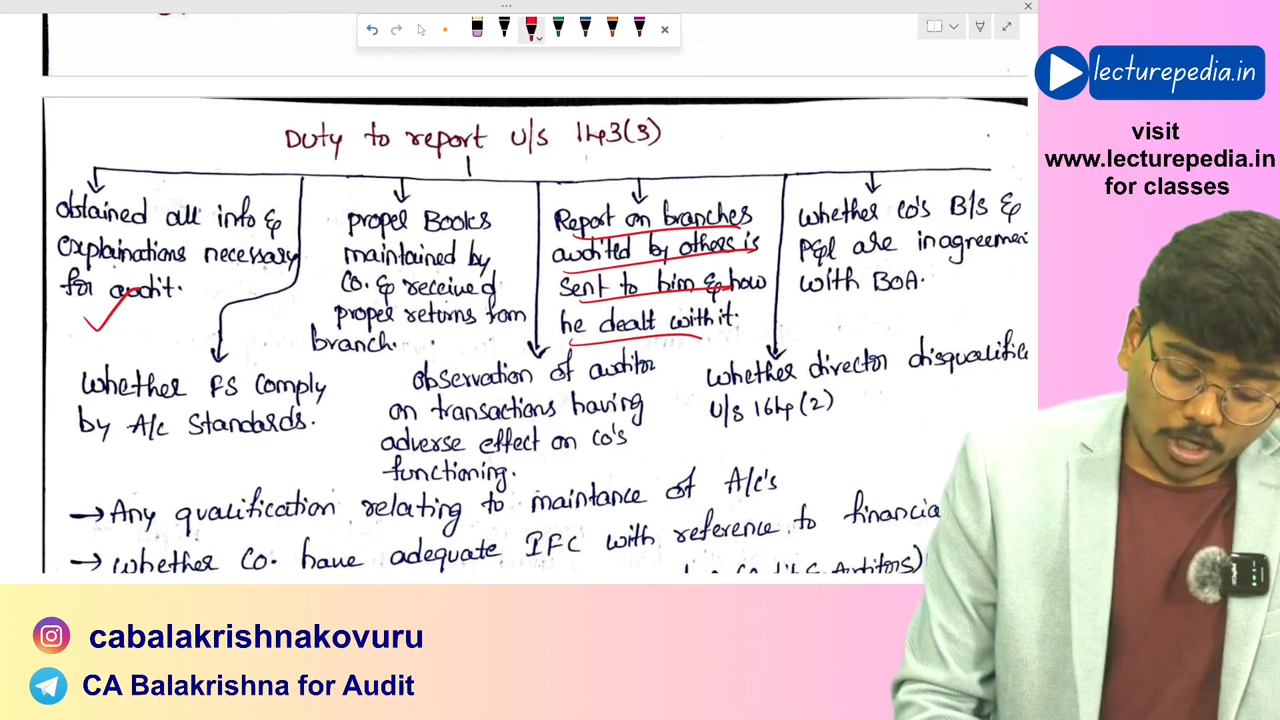 lecturepedia.in
visit
www.lecturepedia.in
for classes
Duty to report U/s 143(3)
obtained all info &
explainations necessary
for audit.
proper Books
maintained by
Co. & received
proper returns from
branch.
Report on branches
audited by others is
sent to him & how
he dealt with it.
whether co's B/s &
P&l are in agreemen
with BoA.
whether FS Comply
by A/c Standards.
observation of auditor
on transactions having
adverse effect on co's
functioning.
whether director disqualific
U/s 164(2)
→ Any qualification relating to maintance of A/c's
→ whether Co. have adequate IFC with reference to financia
Auditors)
cabalakrishnakovuru
CA Balakrishna for Audit